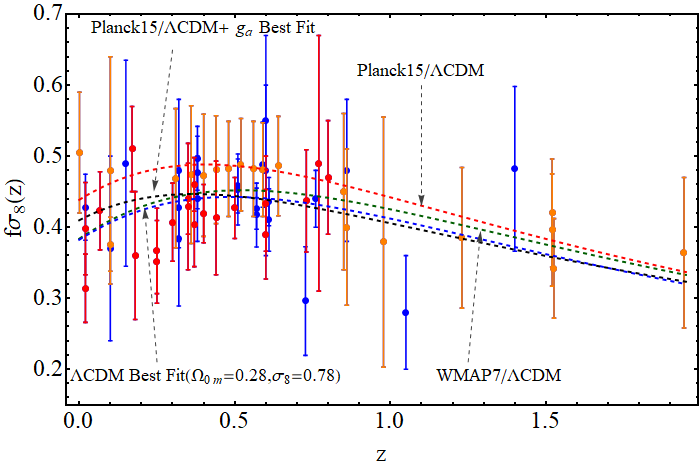 0.7
Planck15/ΛCDM+ gₐ Best Fit
Planck15/ΛCDM
0.6
0.5
fσ₈(z)
0.4
0.3
0.2
ΛCDM Best Fit(Ω₀ₘ=0.28,σ₈=0.78)
WMAP7/ΛCDM
0.0 0.5 1.0 1.5
z